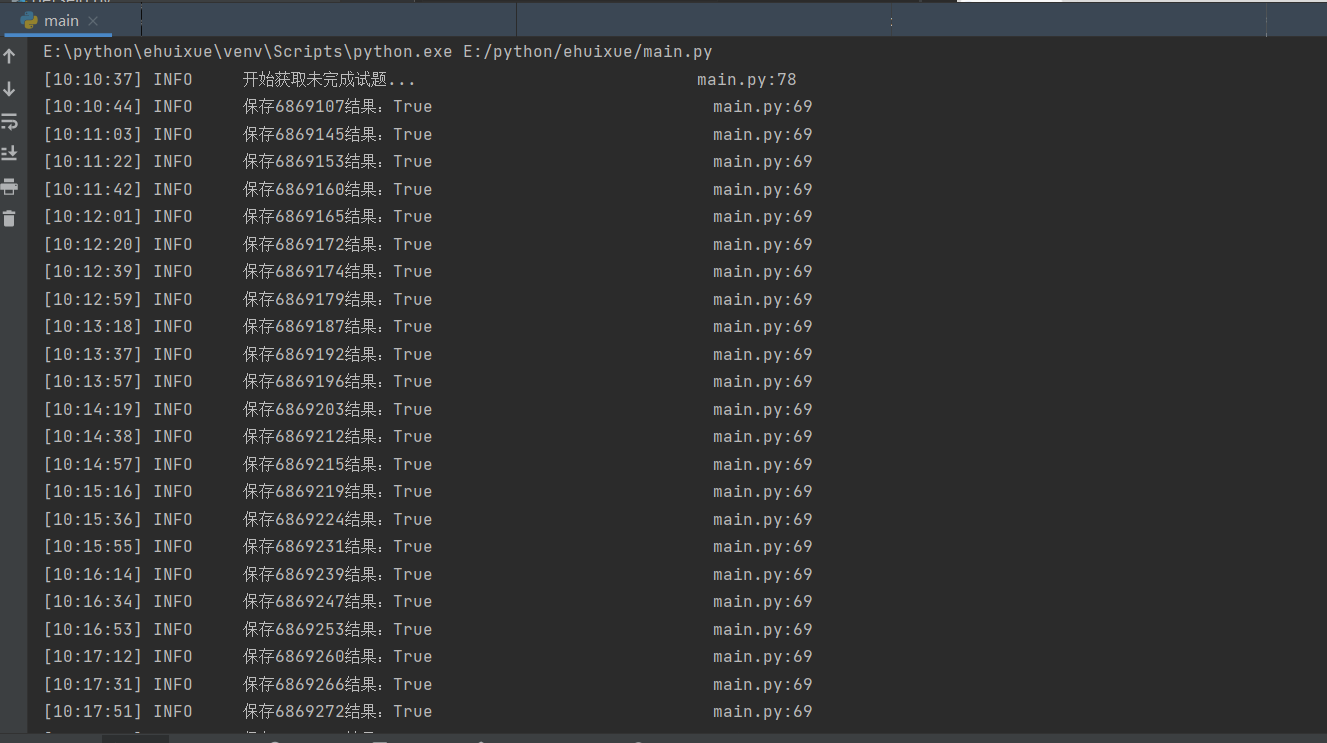 main
E:\python\ehuixue\venv\Scripts\python.exe E:/python/ehuixue/main.py
[10:10:37] INFO 开始获取未完成试题... main.py:78
[10:10:44] INFO 保存6869107结果：True main.py:69
[10:11:03] INFO 保存6869145结果：True main.py:69
[10:11:22] INFO 保存6869153结果：True main.py:69
[10:11:42] INFO 保存6869160结果：True main.py:69
[10:12:01] INFO 保存6869165结果：True main.py:69
[10:12:20] INFO 保存6869172结果：True main.py:69
[10:12:39] INFO 保存6869174结果：True main.py:69
[10:12:59] INFO 保存6869179结果：True main.py:69
[10:13:18] INFO 保存6869187结果：True main.py:69
[10:13:37] INFO 保存6869192结果：True main.py:69
[10:13:57] INFO 保存6869196结果：True main.py:69
[10:14:19] INFO 保存6869203结果：True main.py:69
[10:14:38] INFO 保存6869212结果：True main.py:69
[10:14:57] INFO 保存6869215结果：True main.py:69
[10:15:16] INFO 保存6869219结果：True main.py:69
[10:15:36] INFO 保存6869224结果：True main.py:69
[10:15:55] INFO 保存6869231结果：True main.py:69
[10:16:14] INFO 保存6869239结果：True main.py:69
[10:16:34] INFO 保存6869247结果：True main.py:69
[10:16:53] INFO 保存6869253结果：True main.py:69
[10:17:12] INFO 保存6869260结果：True main.py:69
[10:17:31] INFO 保存6869266结果：True main.py:69
[10:17:51] INFO 保存6869272结果：True main.py:69